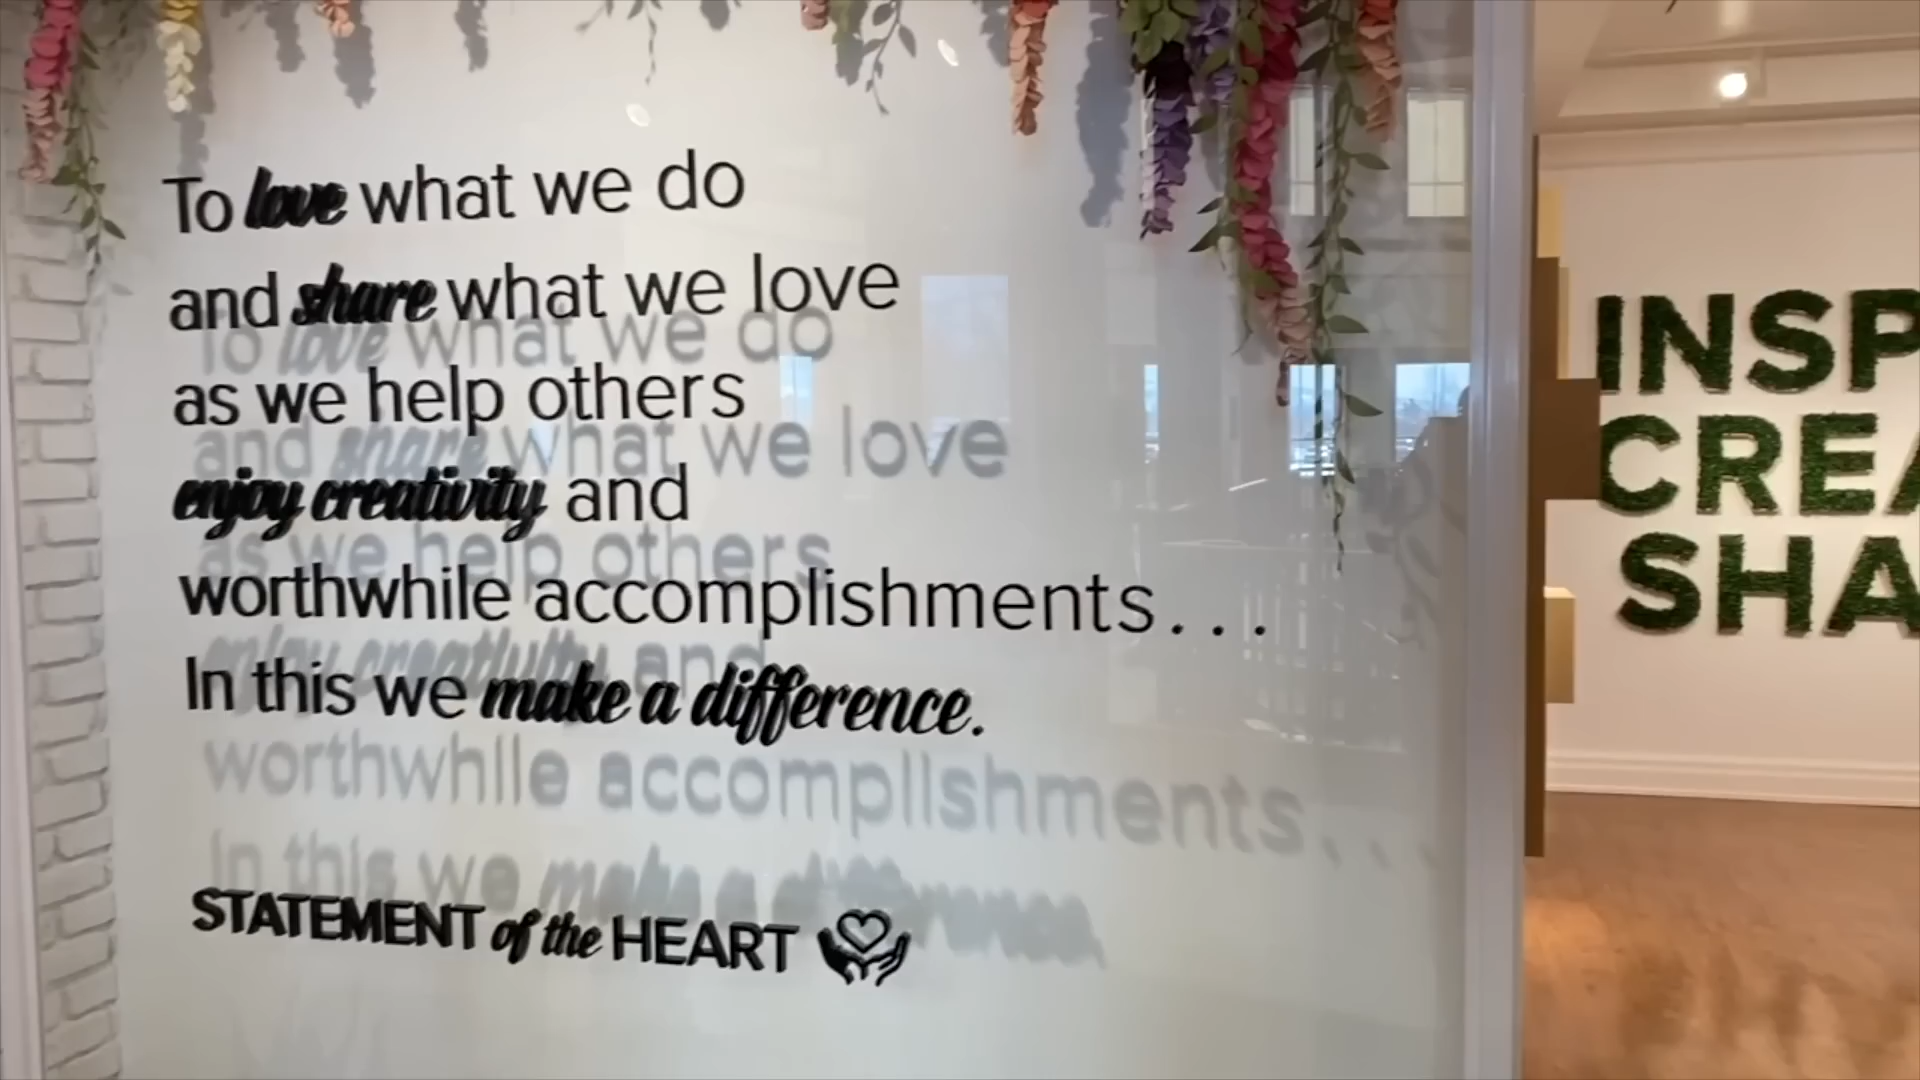 To love what we do
and share what we love
as we help others
enjoy creativity and
worthwhile accomplishments...
In this we make a difference.
STATEMENT of the HEART
INSP
CREA
SHA